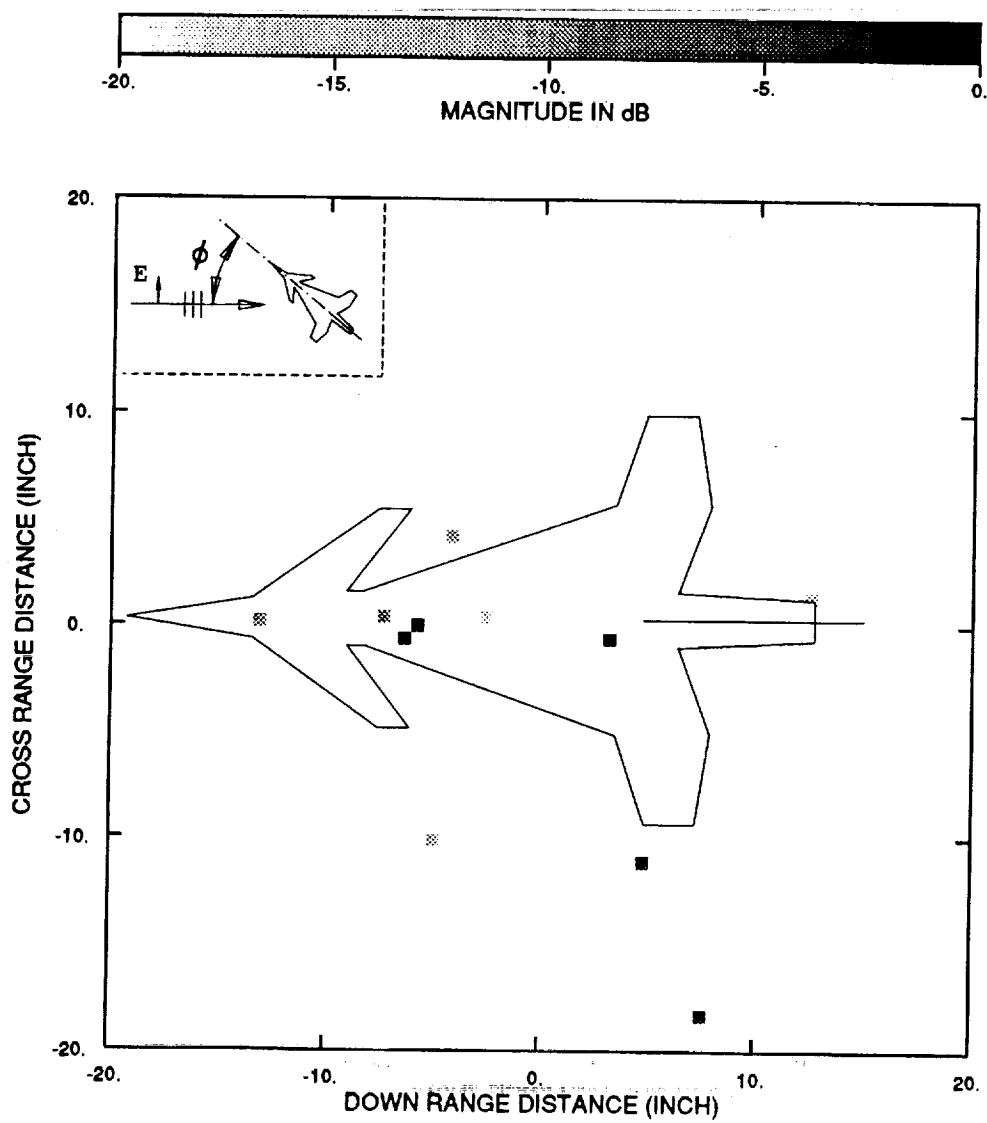 -20. -15. -10. -5. 0.
MAGNITUDE IN dB
20.
ϕ
E
10.
0.
-10.
-20.
CROSS RANGE DISTANCE (INCH)
-20. -10. 0. 10. 20.
DOWN RANGE DISTANCE (INCH)